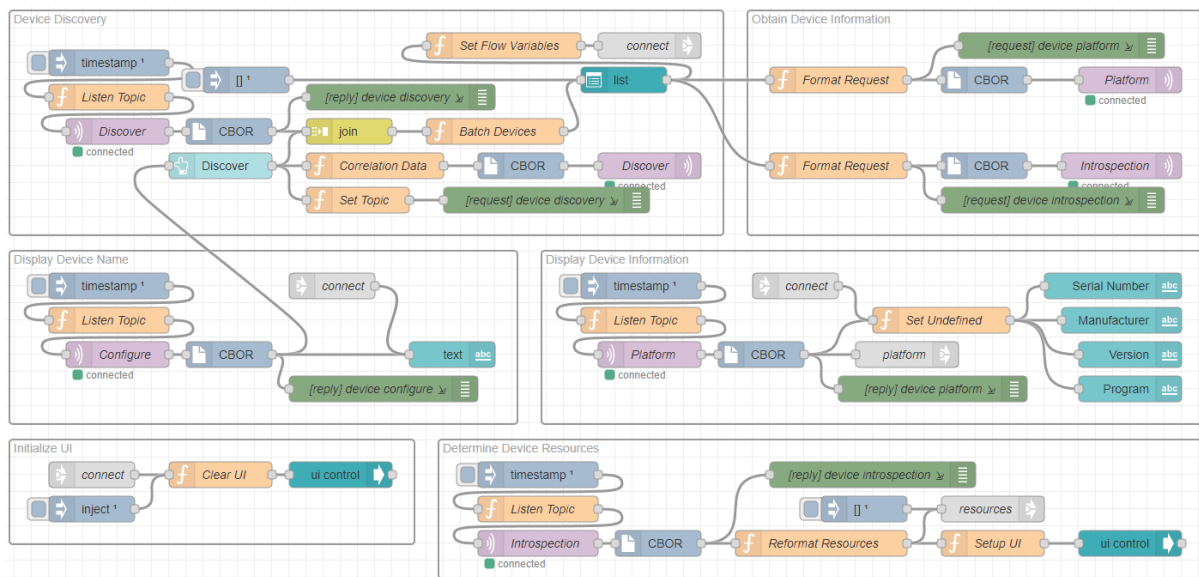 Device Discovery
timestamp ¹
[] ¹
Listen Topic
Discover
connected
CBOR
Set Flow Variables
connect
list
[reply] device discovery
join
Batch Devices
Discover
Correlation Data
CBOR
Discover
connected
Set Topic
[request] device discovery
Obtain Device Information
[request] device platform
Format Request
CBOR
Platform
connected
Format Request
CBOR
Introspection
connected
[request] device introspection
Display Device Name
timestamp ¹
connect
Listen Topic
Configure
connected
CBOR
text
abc
[reply] device configure
Display Device Information
timestamp ¹
connect
Serial Number
abc
Listen Topic
Set Undefined
Manufacturer
abc
Platform
connected
CBOR
platform
Version
abc
[reply] device platform
Program
abc
Initialize UI
connect
Clear UI
ui control
inject ¹
Determine Device Resources
timestamp ¹
[reply] device introspection
Listen Topic
[] ¹
resources
Introspection
connected
CBOR
Reformat Resources
Setup UI
ui control